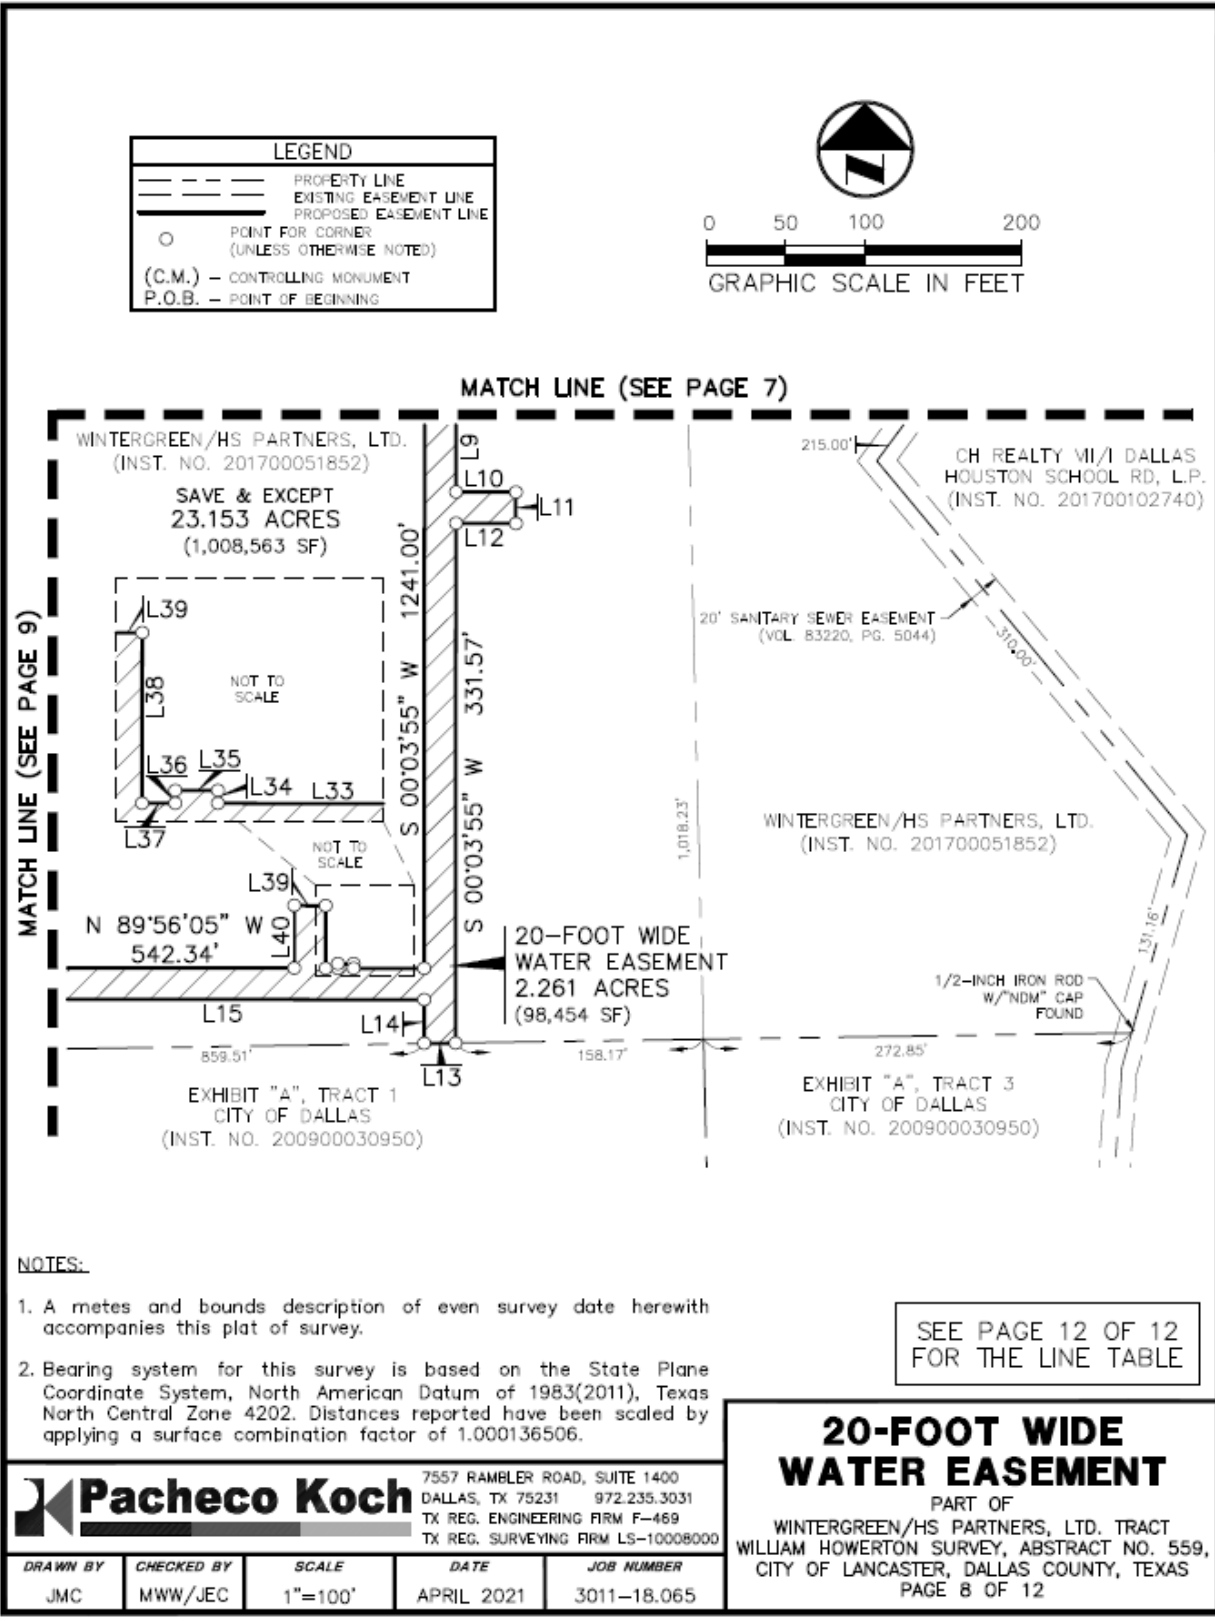 LEGEND
PROPERTY LINE
EXISTING EASEMENT LINE
PROPOSED EASEMENT LINE
POINT FOR CORNER
(UNLESS OTHERWISE NOTED)
(C.M.) – CONTROLLING MONUMENT
P.O.B. – POINT OF BEGINNING
0 50 100 200
GRAPHIC SCALE IN FEET
MATCH LINE (SEE PAGE 7)
MATCH LINE (SEE PAGE 9)
WINTERGREEN/HS PARTNERS, LTD.
(INST. NO. 201700051852)
SAVE & EXCEPT
23.153 ACRES
(1,008,563 SF)
L9
L10
L11
L12
S 00°03'55" W 1241.00'
S 00°03'55" W 331.57'
215.00'
CH REALTY VII/I DALLAS
HOUSTON SCHOOL RD, L.P.
(INST. NO. 201700102740)
20' SANITARY SEWER EASEMENT
(VOL. 83220, PG. 5044)
310.00'
L39
L38
NOT TO
SCALE
L36
L35
L34
L33
L37
NOT TO
SCALE
1,018.23'
WINTERGREEN/HS PARTNERS, LTD.
(INST. NO. 201700051852)
L39
L40
N 89°56'05" W
542.34'
20–FOOT WIDE
WATER EASEMENT
2.261 ACRES
(98,454 SF)
131.16'
1/2–INCH IRON ROD
W/"NDM" CAP
FOUND
L15
L14
L13
859.51'
158.17'
272.85'
EXHIBIT "A", TRACT 1
CITY OF DALLAS
(INST. NO. 200900030950)
EXHIBIT "A", TRACT 3
CITY OF DALLAS
(INST. NO. 200900030950)
NOTES:
1. A metes and bounds description of even survey date herewith
accompanies this plat of survey.
2. Bearing system for this survey is based on the State Plane
Coordinate System, North American Datum of 1983(2011), Texas
North Central Zone 4202. Distances reported have been scaled by
applying a surface combination factor of 1.000136506.
SEE PAGE 12 OF 12
FOR THE LINE TABLE
Pacheco Koch
7557 RAMBLER ROAD, SUITE 1400
DALLAS, TX 75231 972.235.3031
TX REG. ENGINEERING FIRM F–469
TX REG. SURVEYING FIRM LS–10008000
DRAWN BY CHECKED BY SCALE DATE JOB NUMBER
JMC MWW/JEC 1"=100' APRIL 2021 3011–18.065
20-FOOT WIDE
WATER EASEMENT
PART OF
WINTERGREEN/HS PARTNERS, LTD. TRACT
WILLIAM HOWERTON SURVEY, ABSTRACT NO. 559,
CITY OF LANCASTER, DALLAS COUNTY, TEXAS
PAGE 8 OF 12